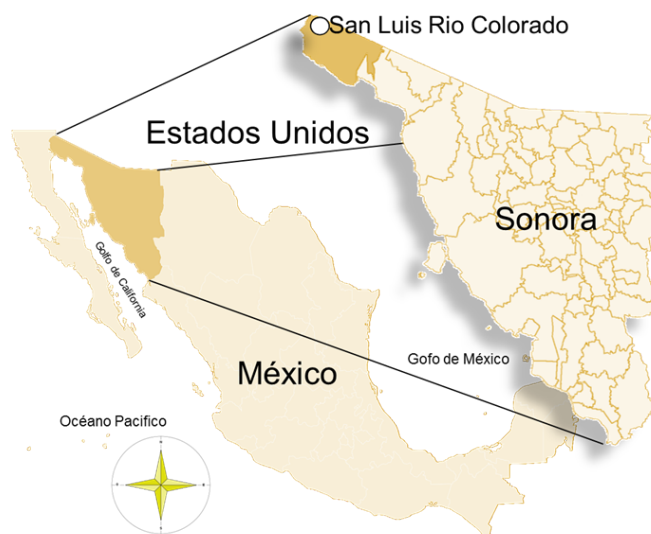 San Luis Rio Colorado
Estados Unidos
Sonora
Golfo de California
Gofo de México
México
Océano Pacifico